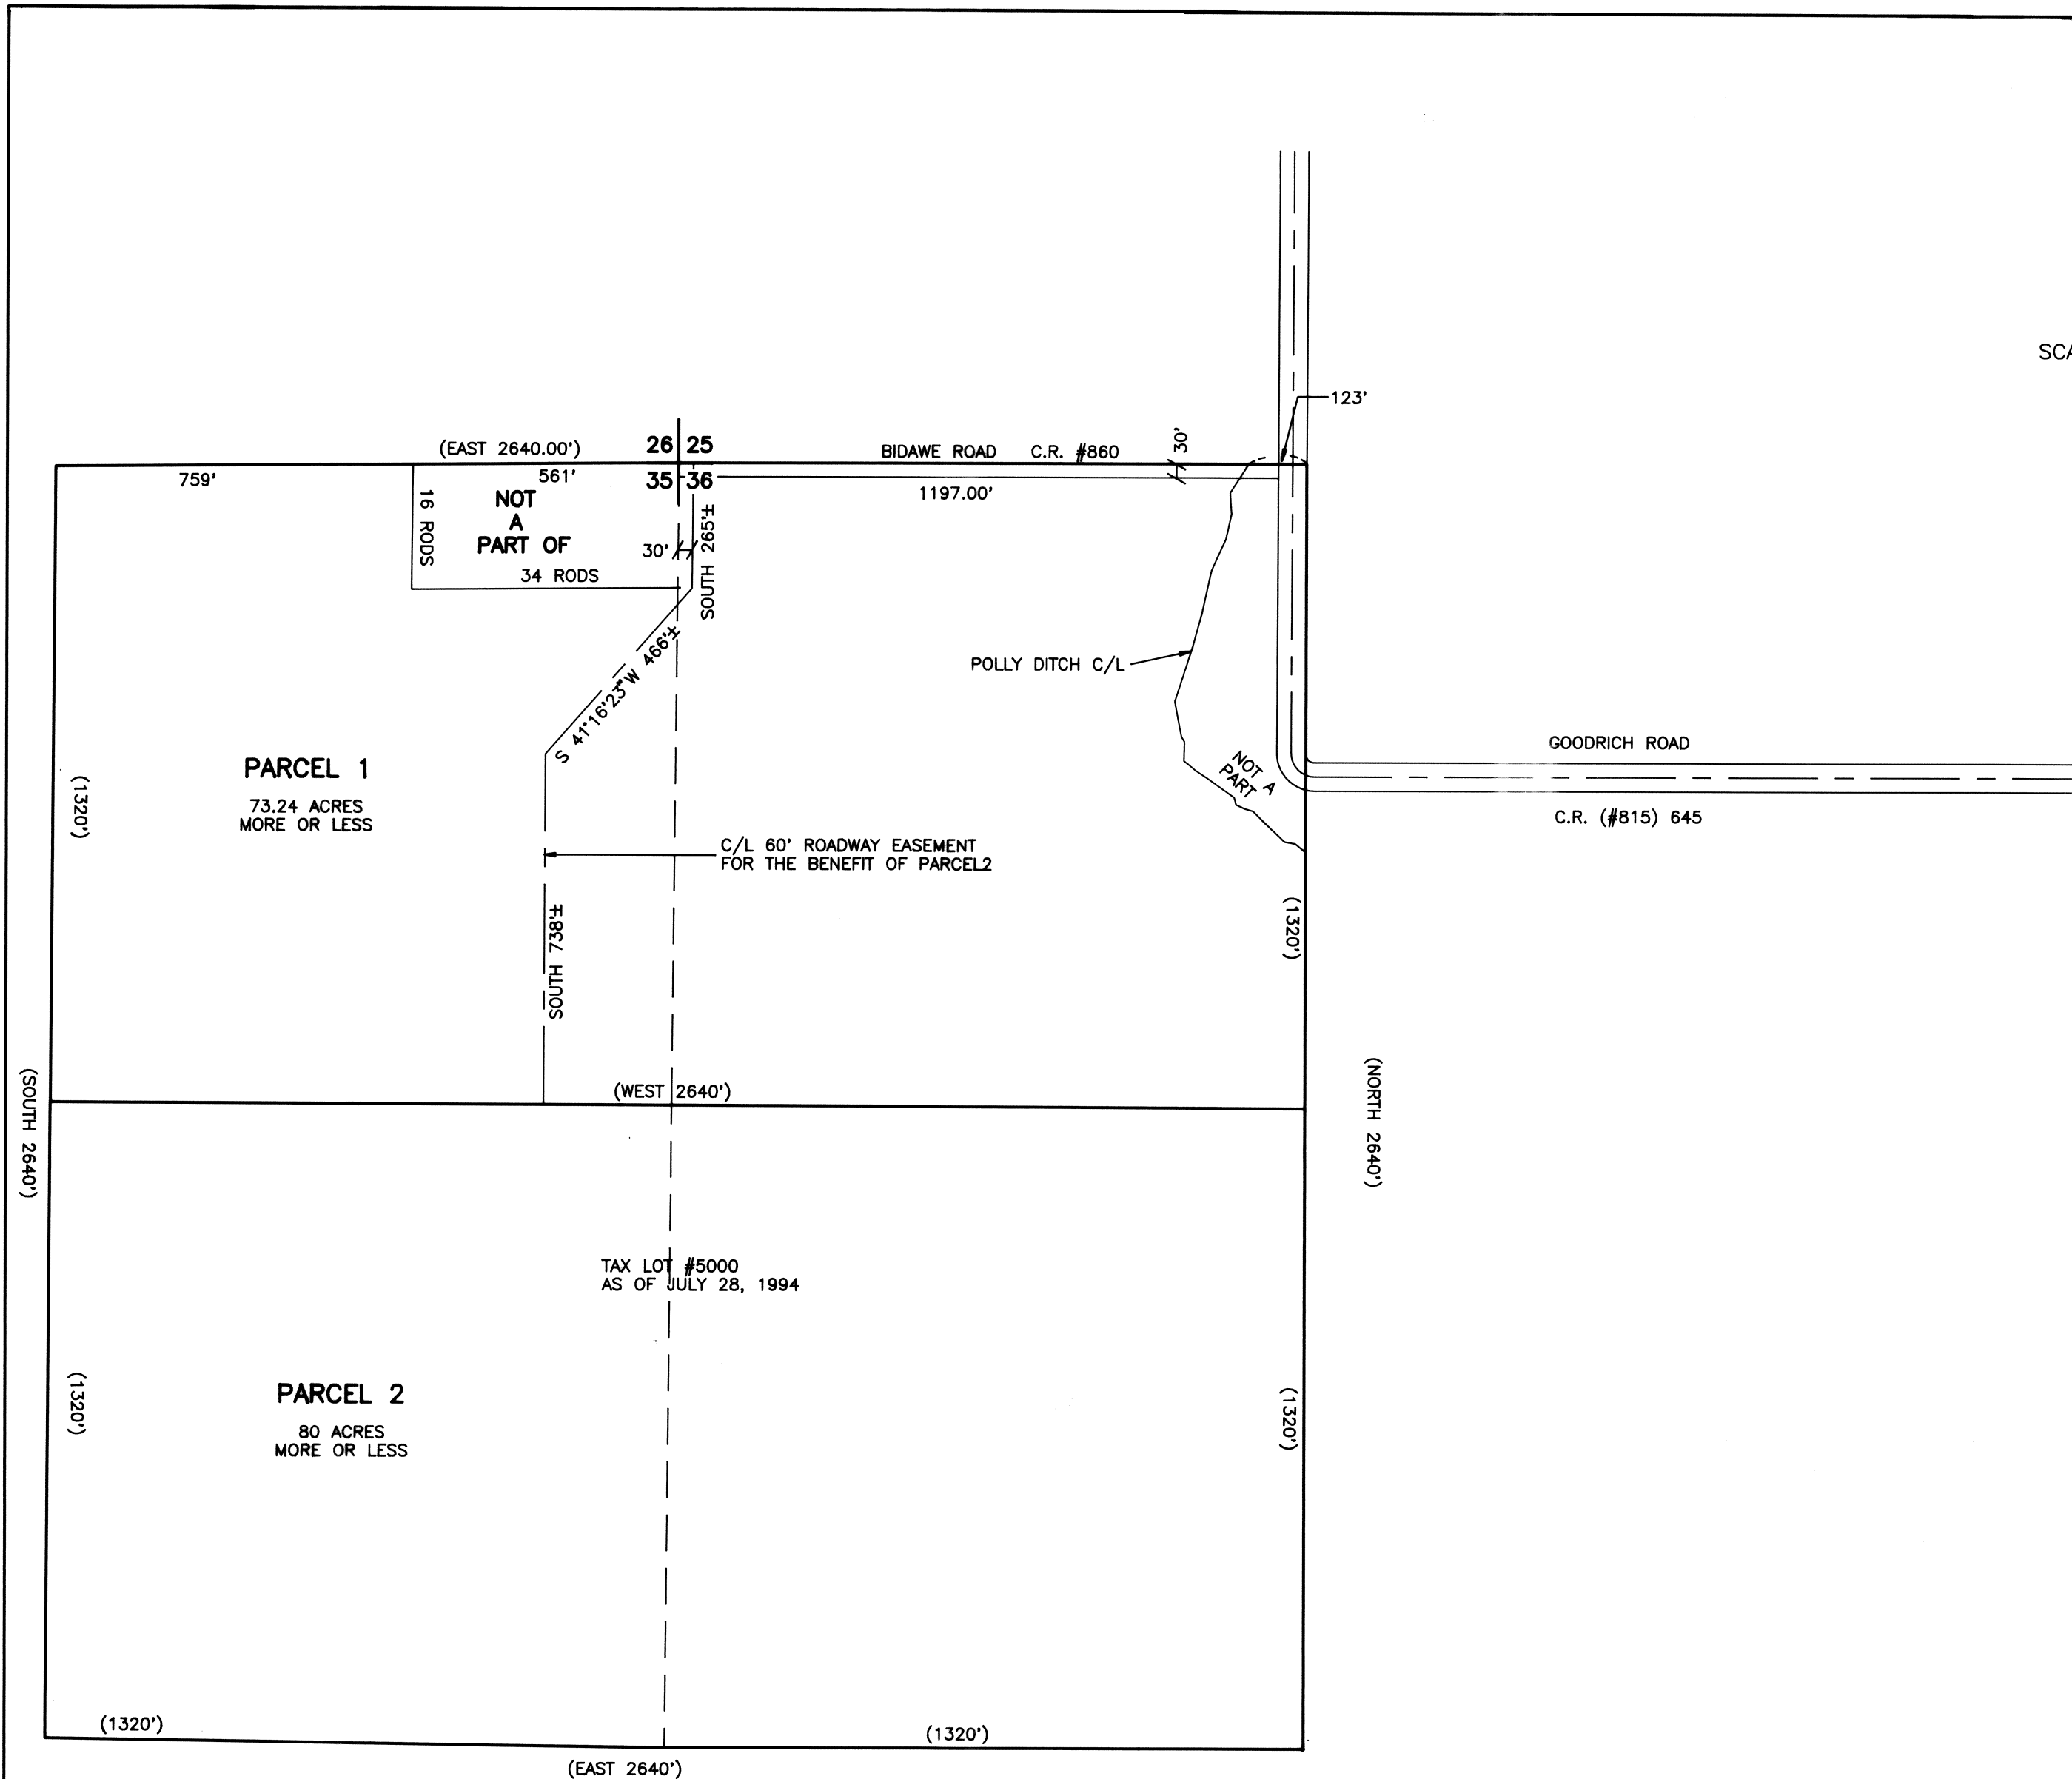 SCA
123'
(EAST 2640.00')
26 25
BIDAWE ROAD C.R. #860
30'
759'
561'
35 36
1197.00'
16 RODS
NOT
A
PART OF
30'
SOUTH 265'±
34 RODS
S 41°16'23"W 466'±
POLLY DITCH C/L
NOT A
PART
GOODRICH ROAD
C.R. (#815) 645
PARCEL 1
73.24 ACRES
MORE OR LESS
(1320')
C/L 60' ROADWAY EASEMENT
FOR THE BENEFIT OF PARCEL2
SOUTH 738'±
(1320')
(WEST 2640')
(SOUTH 2640')
(NORTH 2640')
TAX LOT #5000
AS OF JULY 28, 1994
PARCEL 2
80 ACRES
MORE OR LESS
(1320')
(1320')
(1320')
(1320')
(EAST 2640')